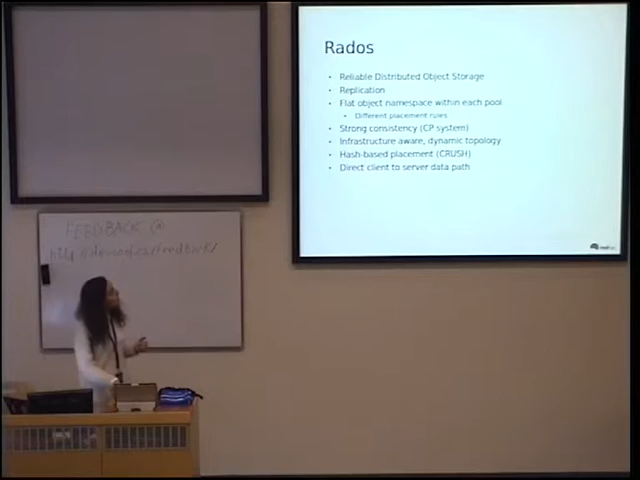 Rados
• Reliable Distributed Object Storage
• Replication
• Flat object namespace within each pool
• Different placement rules
• Strong consistency (CP system)
• Infrastructure aware, dynamic topology
• Hash-based placement (CRUSH)
• Direct client to server data path
redhat
FEEDBACK @